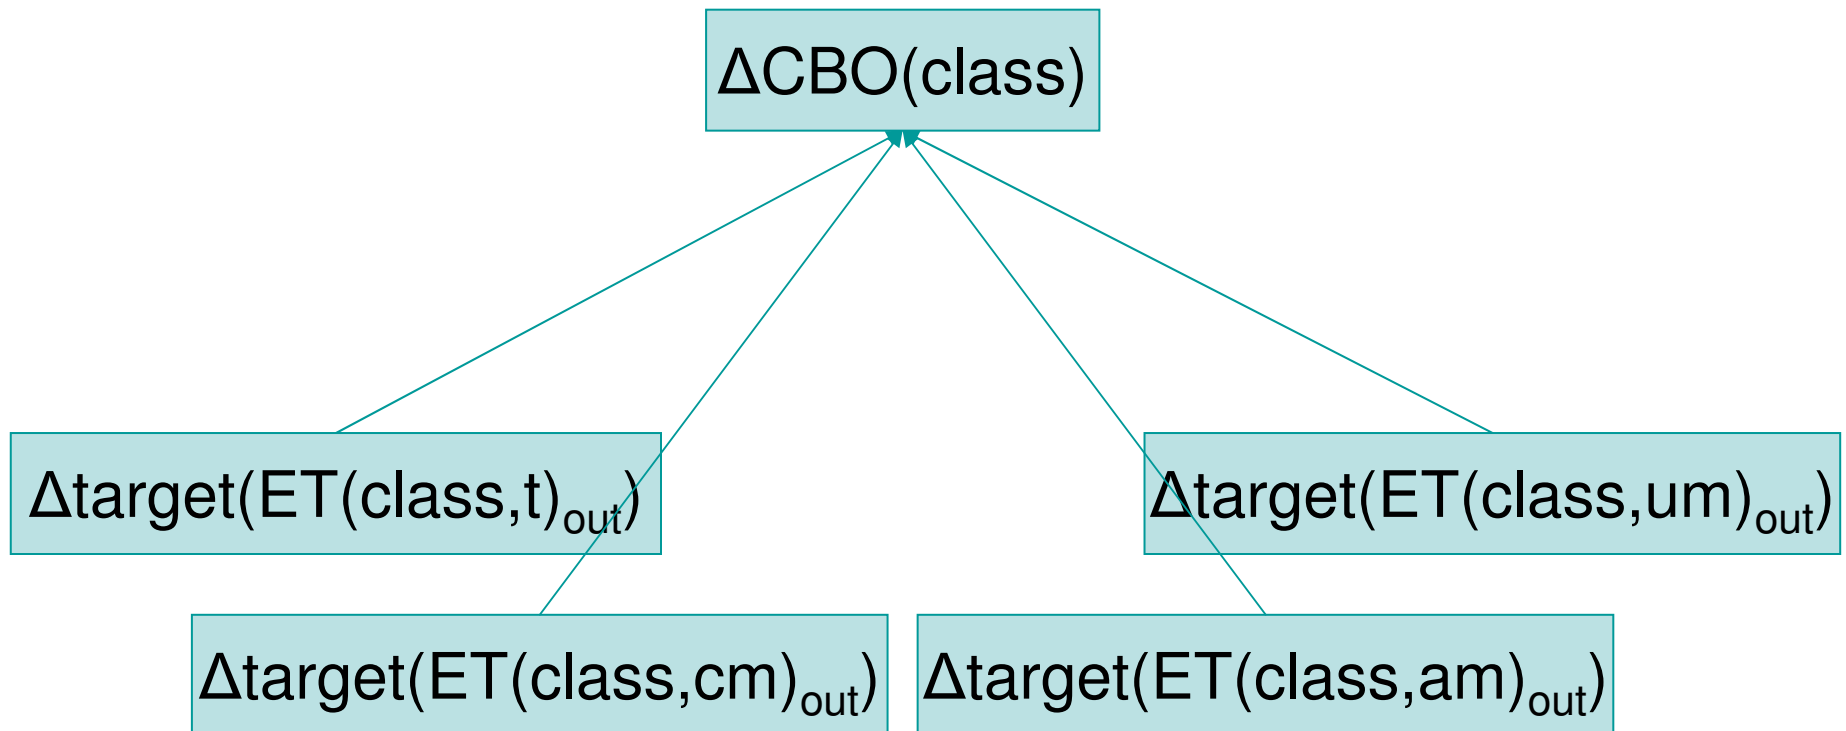 ΔCBO(class)
Δtarget(ET(class,t)out)
Δtarget(ET(class,um)out)
Δtarget(ET(class,cm)out)
Δtarget(ET(class,am)out)